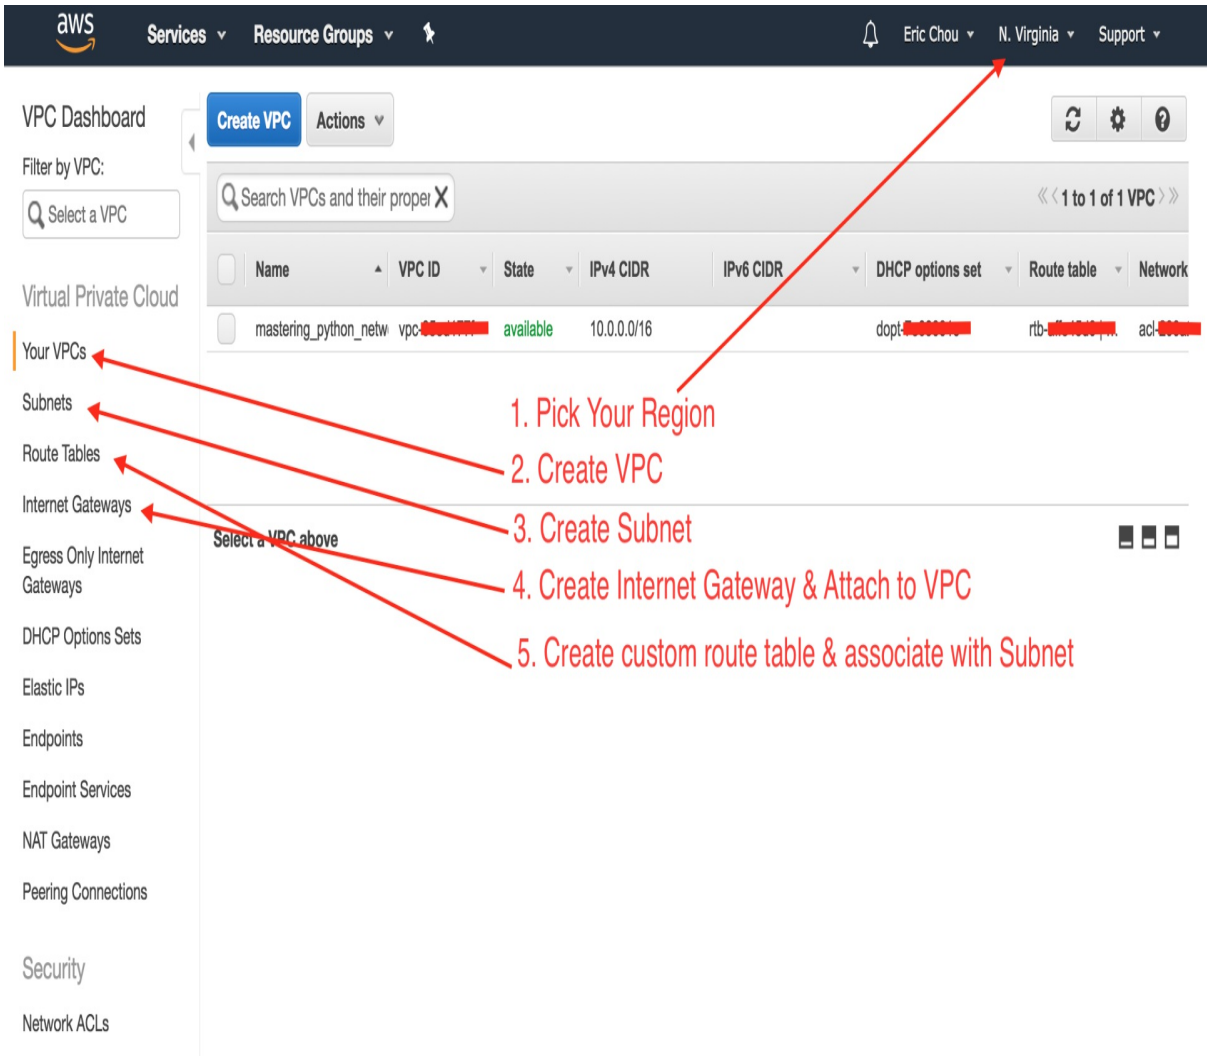 aws
Services
Resource Groups
Eric Chou
N. Virginia
Support
VPC Dashboard
Filter by VPC:
Select a VPC
Create VPC
Actions
Search VPCs and their proper
1 to 1 of 1 VPC
Name
VPC ID
State
IPv4 CIDR
IPv6 CIDR
DHCP options set
Route table
Network
mastering_python_netw
vpc-
available
10.0.0.0/16
dopt-
rtb-
acl-
Virtual Private Cloud
Your VPCs
Subnets
Route Tables
Internet Gateways
Egress Only Internet
Gateways
DHCP Options Sets
Elastic IPs
Endpoints
Endpoint Services
NAT Gateways
Peering Connections
Security
Network ACLs
1. Pick Your Region
2. Create VPC
3. Create Subnet
Select a VPC above
4. Create Internet Gateway & Attach to VPC
5. Create custom route table & associate with Subnet